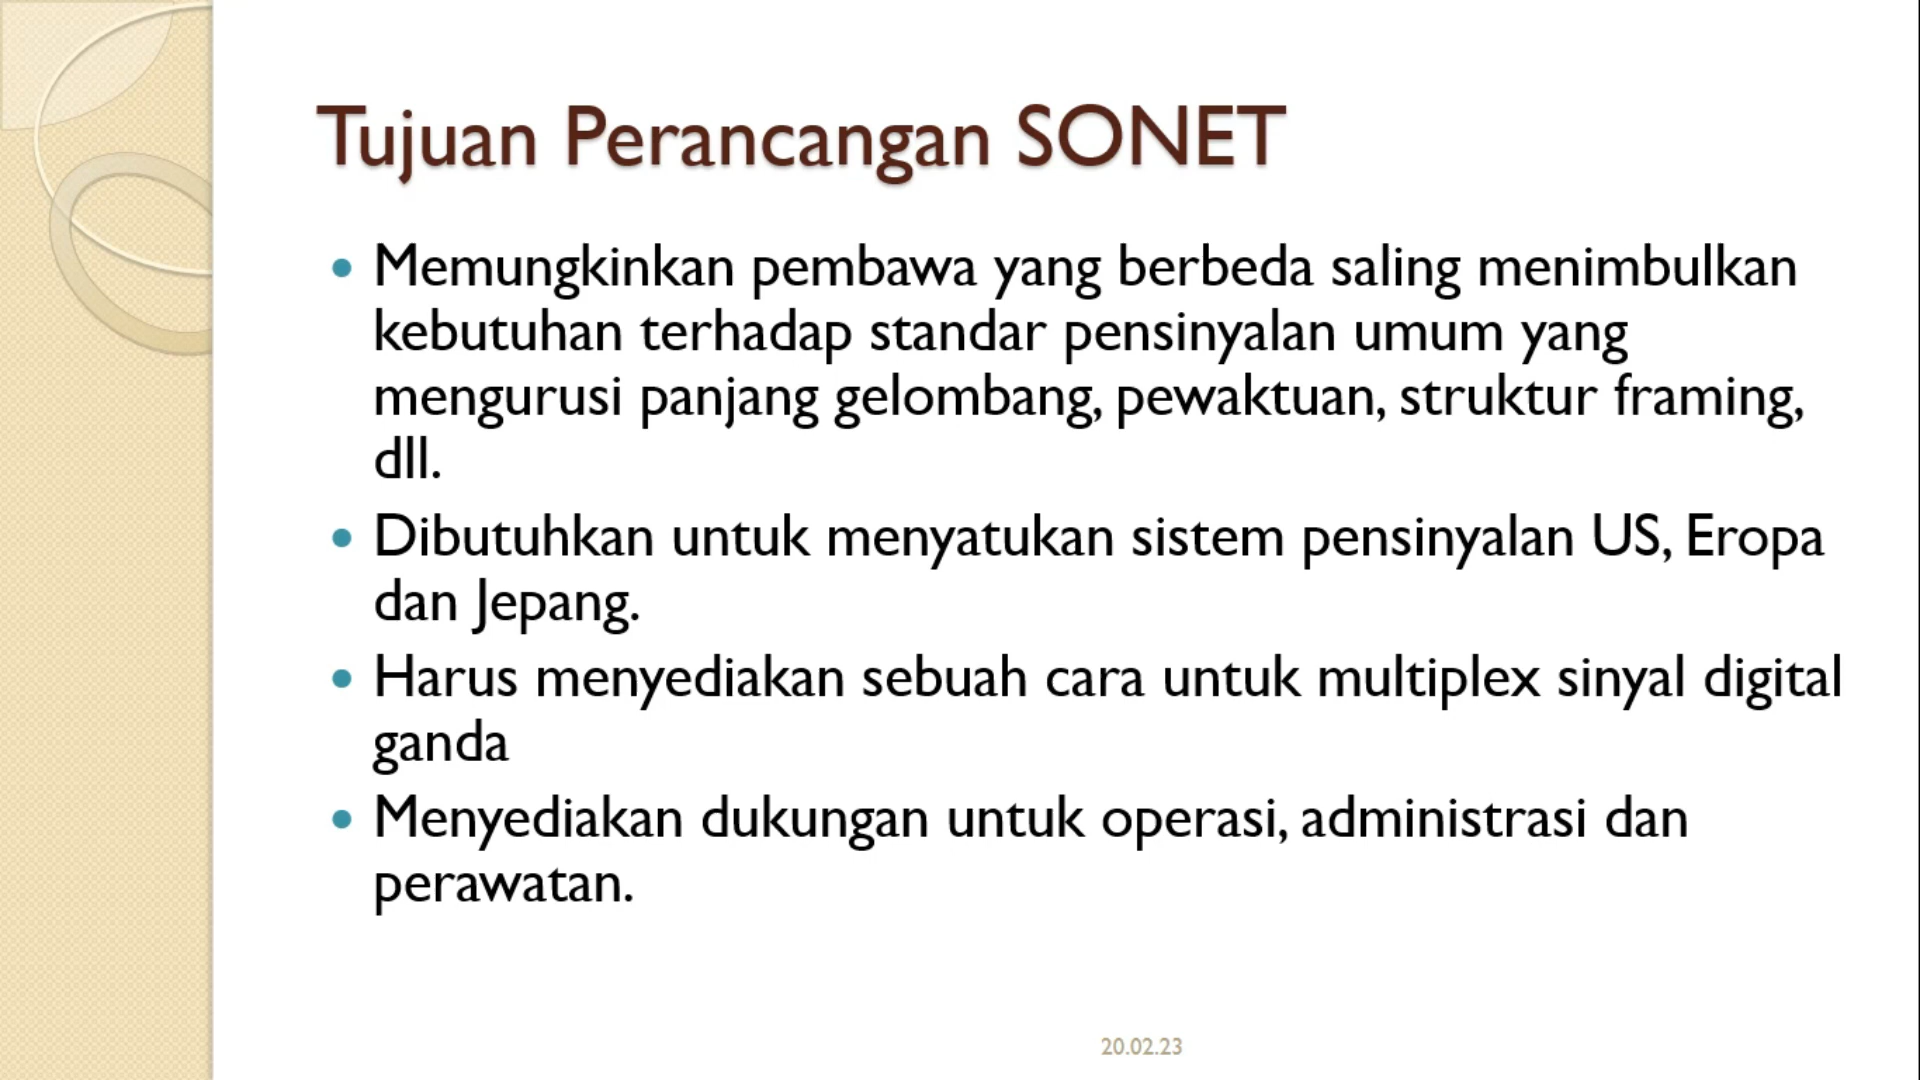 Tujuan Perancangan SONET
• Memungkinkan pembawa yang berbeda saling menimbulkan
kebutuhan terhadap standar pensinyalan umum yang
mengurusi panjang gelombang, pewaktuan, struktur framing,
dll.
• Dibutuhkan untuk menyatukan sistem pensinyalan US, Eropa
dan Jepang.
• Harus menyediakan sebuah cara untuk multiplex sinyal digital
ganda
• Menyediakan dukungan untuk operasi, administrasi dan
perawatan.
20.02.23